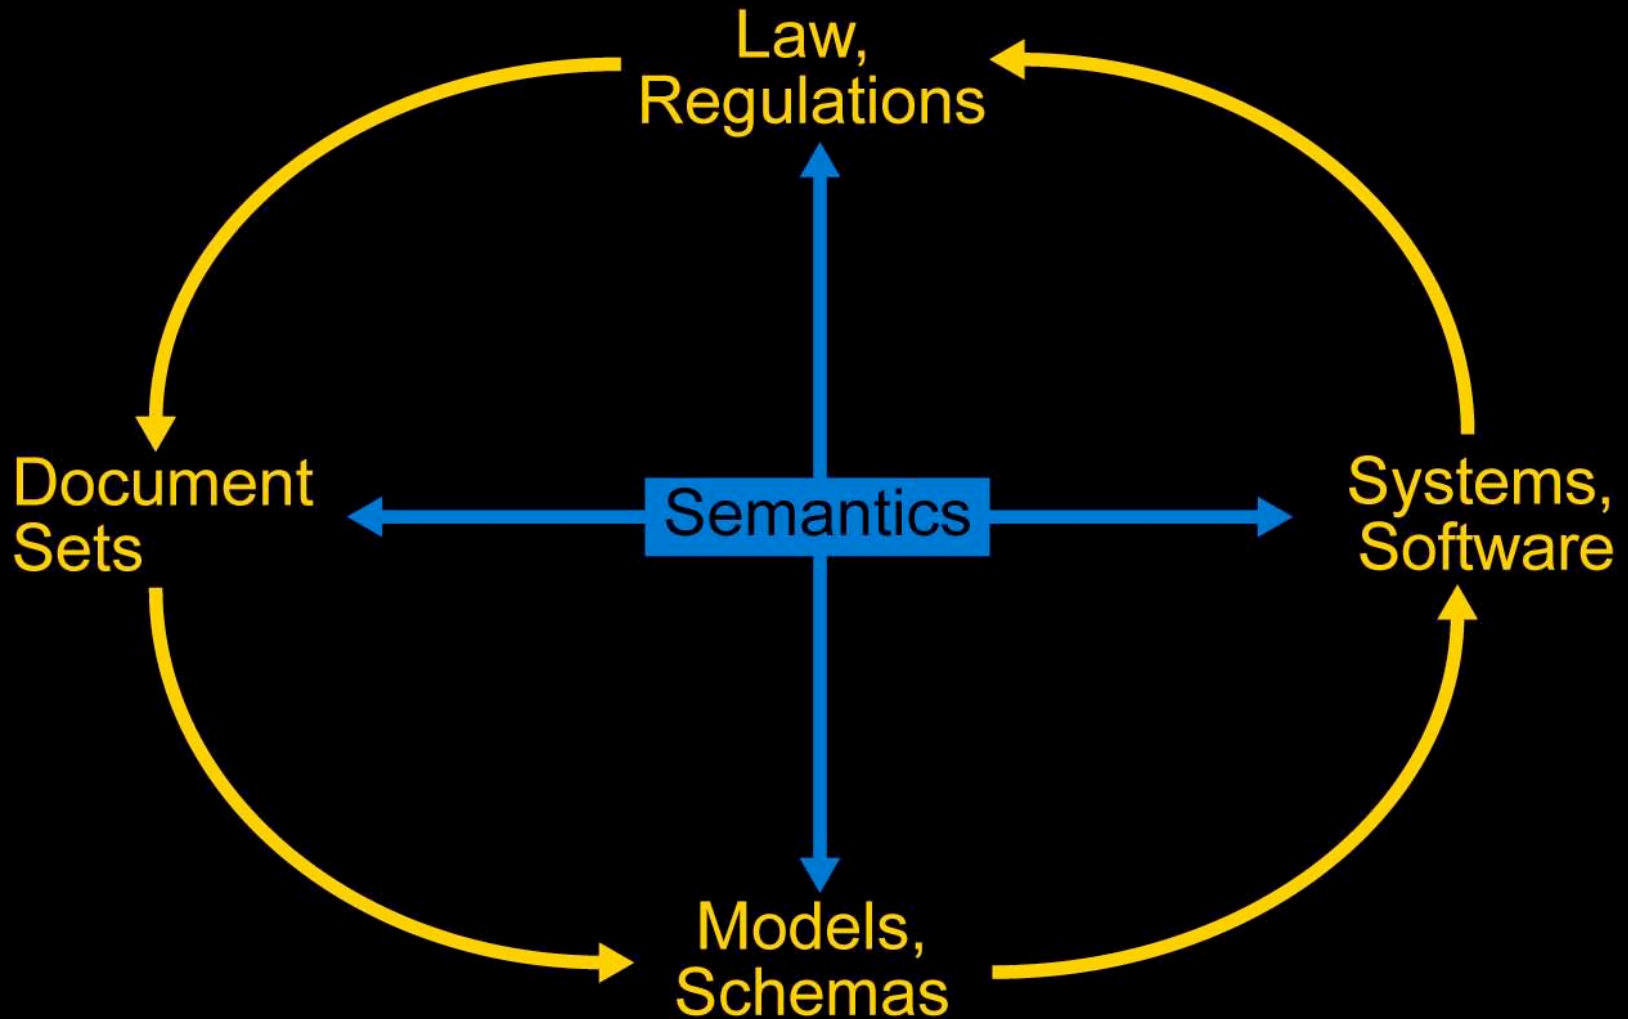 Law,
Regulations
Document
Sets
Semantics
Systems,
Software
Models,
Schemas